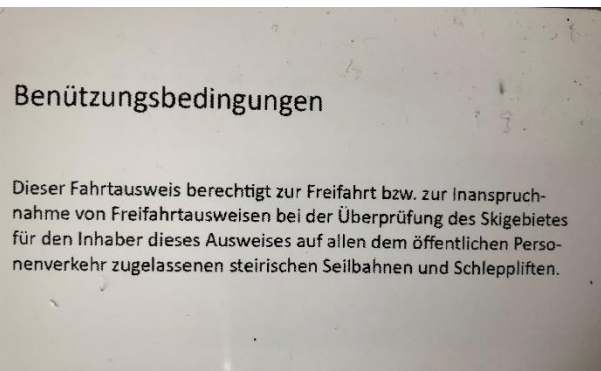 Benützungsbedingungen
Dieser Fahrtausweis berechtigt zur Freifahrt bzw. zur Inanspruch-
nahme von Freifahrtausweisen bei der Überprüfung des Skigebietes
für den Inhaber dieses Ausweises auf allen dem öffentlichen Perso-
nenverkehr zugelassenen steirischen Seilbahnen und Schleppliften.